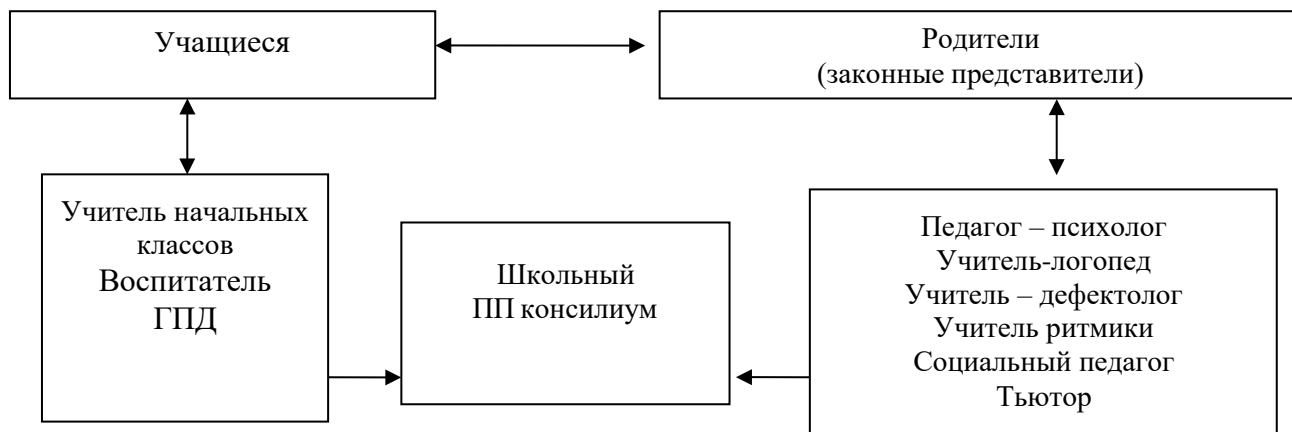 Учащиеся
Родители
(законные представители)
Учитель начальных
классов
Воспитатель
ГПД
Школьный
ПП консилиум
Педагог – психолог
Учитель-логопед
Учитель – дефектолог
Учитель ритмики
Социальный педагог
Тьютор